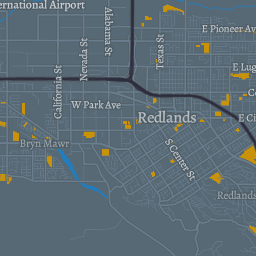 ernational Airport
Alabama St
E Pioneer Av
Nevada St
Texas St
E Lug
California St
W Park Ave
Co
Redlands
E Ci
Bryn Mawr
S Center St
Redlands